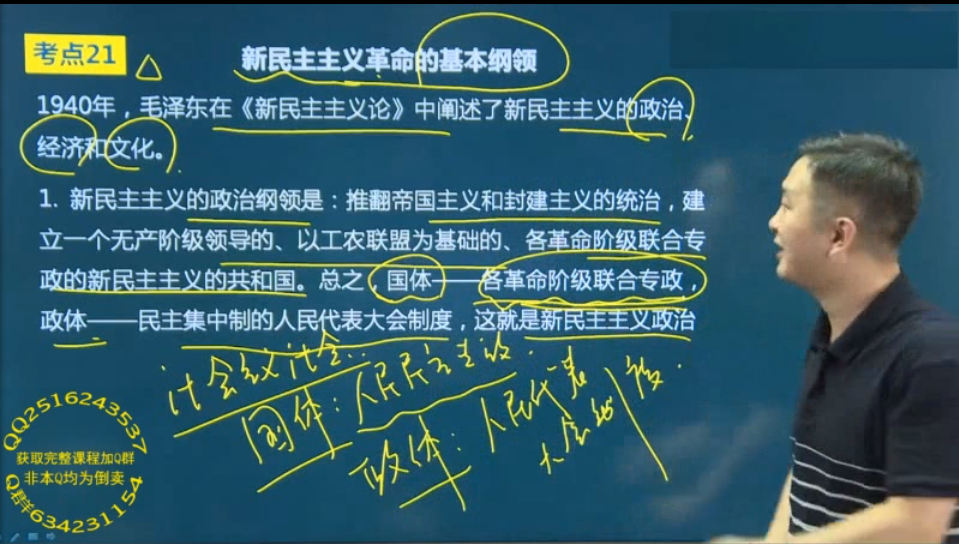 考点21
新民主主义革命的基本纲领
1940年，毛泽东在《新民主主义论》中阐述了新民主主义的政治、
经济和文化。
1. 新民主主义的政治纲领是：推翻帝国主义和封建主义的统治，建
立一个无产阶级领导的、以工农联盟为基础的、各革命阶级联合专
政的新民主主义的共和国。总之，国体——各革命阶级联合专政，
政体——民主集中制的人民代表大会制度，这就是新民主主义政治
国体：人民民主专政.
政体：人民代表
大会制度.
QQ2516243537
获取完整课程加Q群
非本Q均为倒卖
Q群634231154